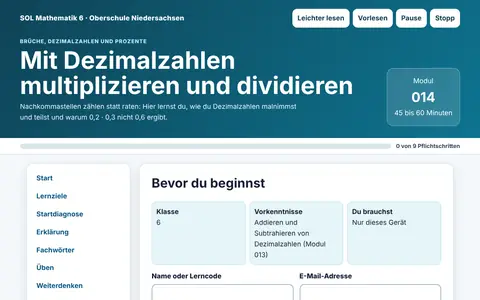 SOL Mathematik 6 · Oberschule Niedersachsen
Leichter lesen
Vorlesen
Pause
Stopp
BRÜCHE, DEZIMALZAHLEN UND PROZENTE
Mit Dezimalzahlen
multiplizieren und dividieren
Nachkommastellen zählen statt raten: Hier lernst du, wie du Dezimalzahlen malnimmst
und teilst und warum 0,2 · 0,3 nicht 0,6 ergibt.
Modul
014
45 bis 60 Minuten
0 von 9 Pflichtschritten
Start
Lernziele
Startdiagnose
Erklärung
Fachwörter
Üben
Weiterdenken
Bevor du beginnst
Klasse
6
Vorkenntnisse
Addieren und
Subtrahieren von
Dezimalzahlen (Modul
013)
Du brauchst
Nur dieses Gerät
Name oder Lerncode
E-Mail-Adresse